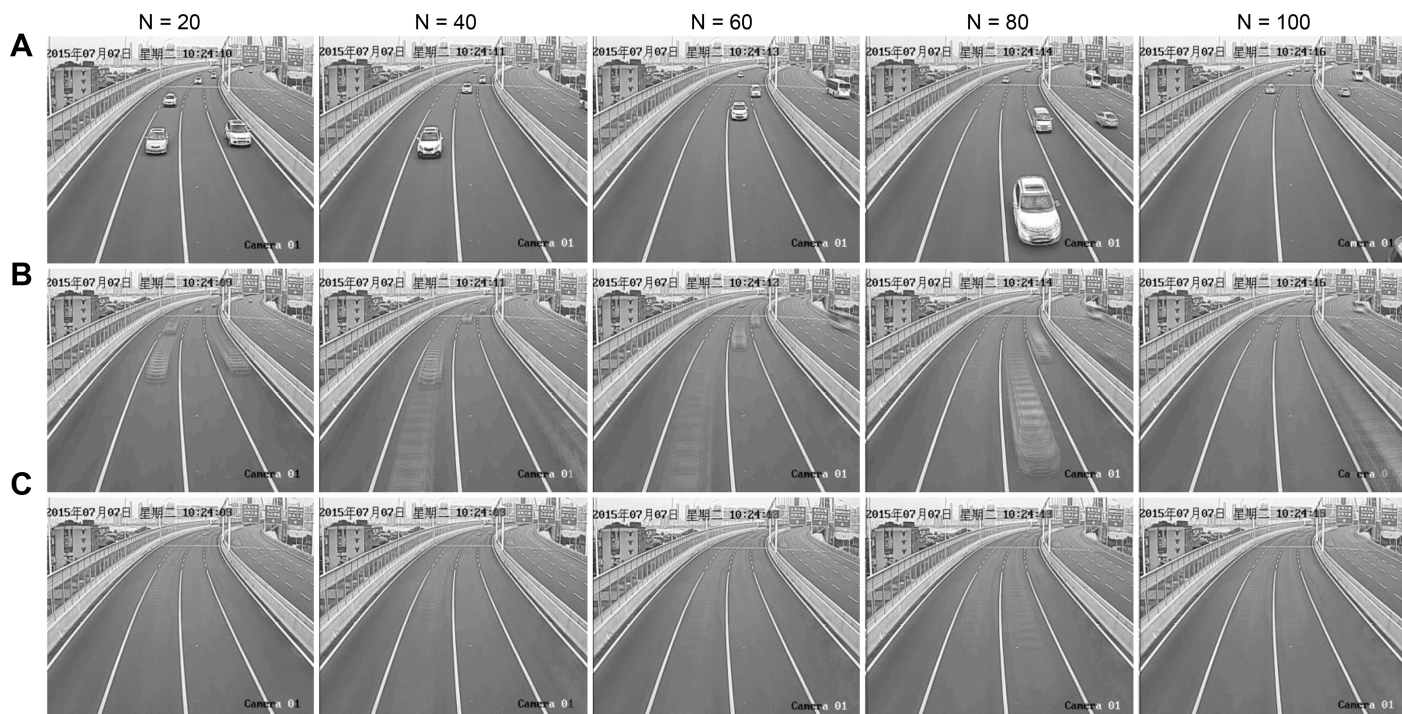 N = 20 N = 40 N = 60 N = 80 N = 100
A
2015年07月07日 星期二 10:24:10 2015年07月07日 星期二 10:24:11 2015年07月07日 星期二 10:24:13 2015年07月07日 星期二 10:24:14 2015年07月07日 星期二 10:24:16
Camera 01 Camera 01 Camera 01 Camera 01 Camera 01
B
2015年07月07日 星期二 10:24:09 2015年07月07日 星期二 10:24:11 2015年07月07日 星期二 10:24:13 2015年07月07日 星期二 10:24:14 2015年07月07日 星期二 10:24:16
Camera 01 Camera 01 Camera 01 Camera 01 Ca era 0
C
2015年07月07日 星期二 2015年07月07日 星期二 2015年07月07日 星期二 2015年07月07日 星期二 2015年07月07日 星期二
Camera 01 Camera 01 Camera 01 Camera 01 Camera 01